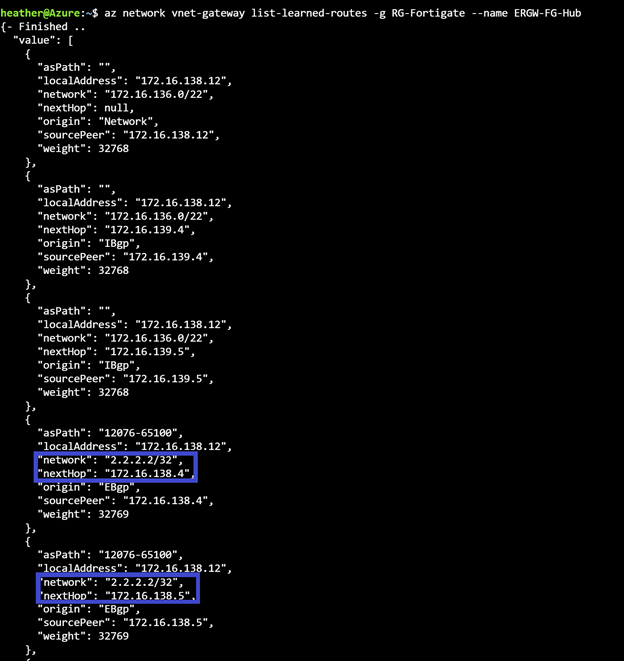 heather@Azure:~$ az network vnet-gateway list-learned-routes -g RG-Fortigate --name ERGW-FG-Hub
{- Finished ..
"value": [
{
"asPath": "",
"localAddress": "172.16.138.12",
"network": "172.16.136.0/22",
"nextHop": null,
"origin": "Network",
"sourcePeer": "172.16.138.12",
"weight": 32768
},
{
"asPath": "",
"localAddress": "172.16.138.12",
"network": "172.16.136.0/22",
"nextHop": "172.16.139.4",
"origin": "IBgp",
"sourcePeer": "172.16.139.4",
"weight": 32768
},
{
"asPath": "",
"localAddress": "172.16.138.12",
"network": "172.16.136.0/22",
"nextHop": "172.16.139.5",
"origin": "IBgp",
"sourcePeer": "172.16.139.5",
"weight": 32768
},
{
"asPath": "12076-65100",
"localAddress": "172.16.138.12",
"network": "2.2.2.2/32",
"nextHop": "172.16.138.4",
"origin": "EBgp",
"sourcePeer": "172.16.138.4",
"weight": 32769
},
{
"asPath": "12076-65100",
"localAddress": "172.16.138.12",
"network": "2.2.2.2/32",
"nextHop": "172.16.138.5",
"origin": "EBgp",
"sourcePeer": "172.16.138.5",
"weight": 32769
},